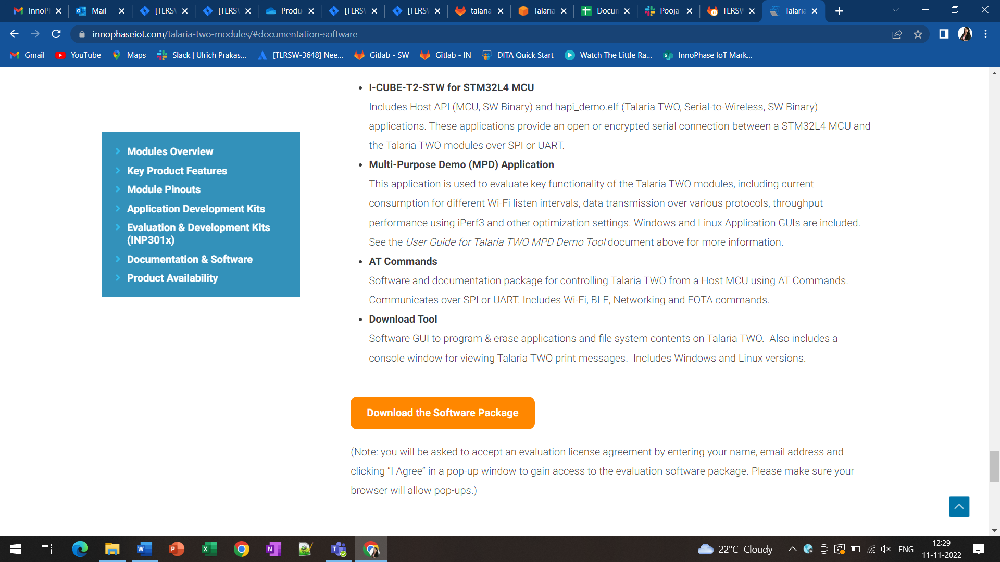 InnoPl
Mail -
[TLRSV
[TLRSV
Produ
[TLRSV
[TLRSV
talaria
Talaria
Docun
Pooja
TLRSV
Talaria
innophaseiot.com/talaria-two-modules/#documentation-software
Gmail
YouTube
Maps
Slack | Ulrich Prakas...
[TLRSW-3648] Nee...
Gitlab - SW
Gitlab - IN
DITA Quick Start
Watch The Little Ra...
InnoPhase IoT Mark...
Modules Overview
Key Product Features
Module Pinouts
Application Development Kits
Evaluation & Development Kits
(INP301x)
Documentation & Software
Product Availability
• I-CUBE-T2-STW for STM32L4 MCU
Includes Host API (MCU, SW Binary) and hapi_demo.elf (Talaria TWO, Serial-to-Wireless, SW Binary)
applications. These applications provide an open or encrypted serial connection between a STM32L4 MCU and
the Talaria TWO modules over SPI or UART.
• Multi-Purpose Demo (MPD) Application
This application is used to evaluate key functionality of the Talaria TWO modules, including current
consumption for different Wi-Fi listen intervals, data transmission over various protocols, throughput
performance using iPerf3 and other optimization settings. Windows and Linux Application GUIs are included.
See the User Guide for Talaria TWO MPD Demo Tool document above for more information.
• AT Commands
Software and documentation package for controlling Talaria TWO from a Host MCU using AT Commands.
Communicates over SPI or UART. Includes Wi-Fi, BLE, Networking and FOTA commands.
• Download Tool
Software GUI to program & erase applications and file system contents on Talaria TWO.  Also includes a
console window for viewing Talaria TWO print messages.  Includes Windows and Linux versions.
Download the Software Package
(Note: you will be asked to accept an evaluation license agreement by entering your name, email address and
clicking “I Agree” in a pop-up window to gain access to the evaluation software package. Please make sure your
browser will allow pop-ups.)
22°C Cloudy
ENG
12:29
11-11-2022